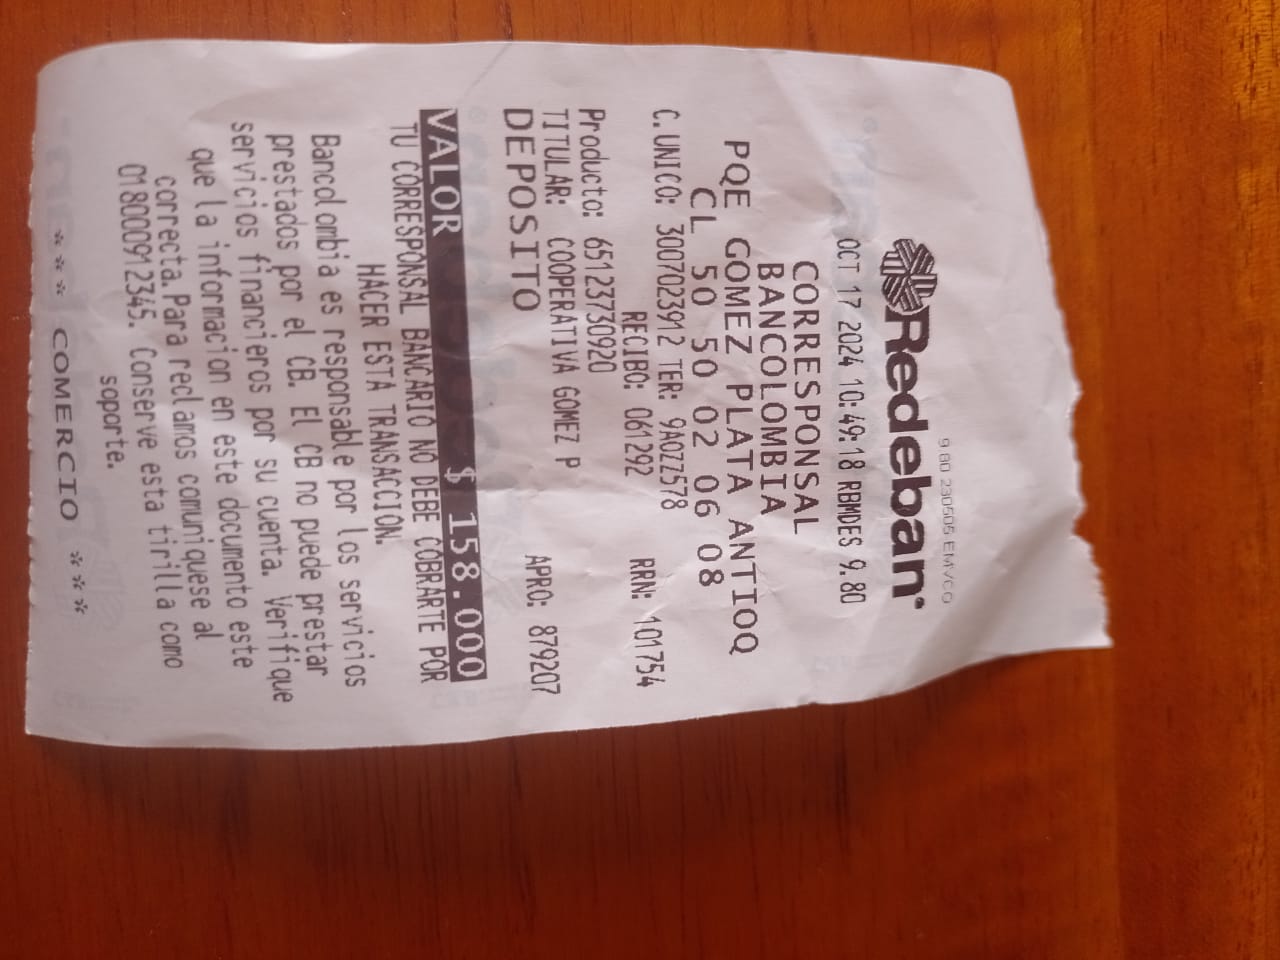 9.80 230505 EMVCO
Redeban
OCT 17 2024 10:49:18 RBMDES 9.80
CORRESPONSAL
BANCOLOMBIA
PQE GOMEZ PLATA ANTIOQ
CL 50 50 02 06 08
C.UNICO: 3007023912 TER: 9AOZZ578
RECIBO: 061292 RRN: 101754
Producto: 65123730920
TITULAR: COOPERATIVA GOMEZ P
DEPOSITO APRO: 879207
VALOR $ 158.000
TU CORRESPONSAL BANCARIO NO DEBE COBRARTE POR
HACER ESTA TRANSACCION.
Bancolombia es responsable por los servicios
prestados por el CB. El CB no puede prestar
servicios financieros por su cuenta. Verifique
que la informacion en este documento este
correcta.Para reclamos comuniquese al
018000912345. Conserve esta tirilla como
soporte.
*** COMERCIO ***